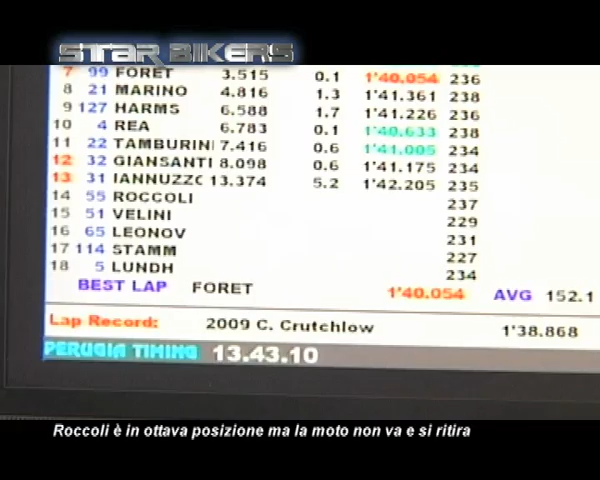 STAR BIKERS
7 99 FORET 3.515 0.1 1'40.054 236
8 21 MARINO 4.816 1.3 1'41.361 238
9 127 HARMS 6.588 1.7 1'41.226 236
10 4 REA 6.783 0.1 1'40.633 238
11 22 TAMBURINI 7.416 0.6 1'41.005 234
12 32 GIANSANTI 8.098 0.6 1'41.175 234
13 31 IANNUZZO 13.374 5.2 1'42.205 235
14 55 ROCCOLI 237
15 51 VELINI 229
16 65 LEONOV 231
17 114 STAMM 227
18 5 LUNDH 234
BEST LAP FORET 1'40.054 AVG 152.1
Lap Record: 2009 C. Crutchlow 1'38.868
PERUGIA TIMING 13.43.10
Roccoli è in ottava posizione ma la moto non va e si ritira